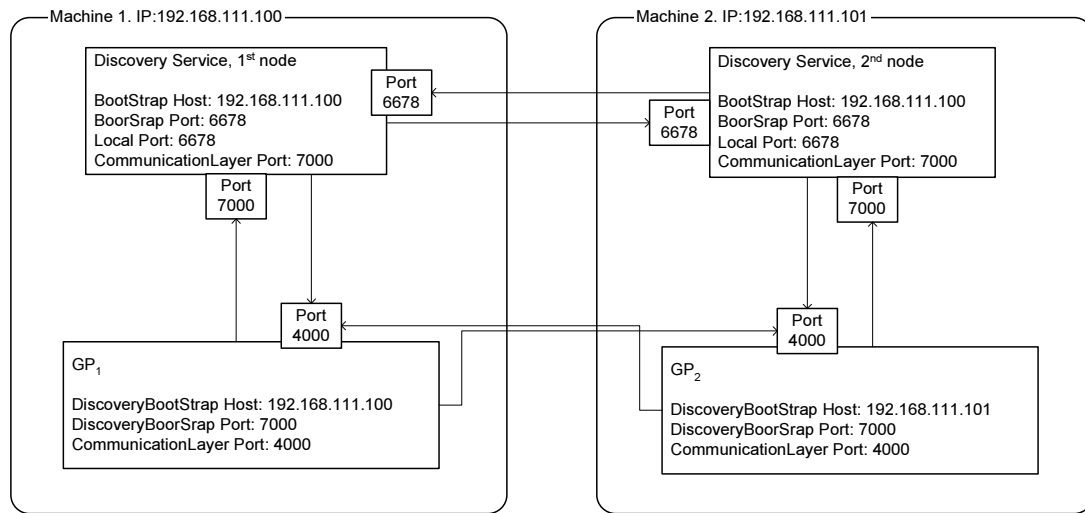 Machine 1. IP:192.168.111.100
Discovery Service, 1st node
BootStrap Host: 192.168.111.100
BoorSrap Port: 6678
Local Port: 6678
CommunicationLayer Port: 7000
Port
6678
Port
7000
Port
4000
GP1
DiscoveryBootStrap Host: 192.168.111.100
DiscoveryBoorSrap Port: 7000
CommunicationLayer Port: 4000
Machine 2. IP:192.168.111.101
Discovery Service, 2nd node
BootStrap Host: 192.168.111.100
BoorSrap Port: 6678
Local Port: 6678
CommunicationLayer Port: 7000
Port
6678
Port
7000
Port
4000
GP2
DiscoveryBootStrap Host: 192.168.111.101
DiscoveryBoorSrap Port: 7000
CommunicationLayer Port: 4000